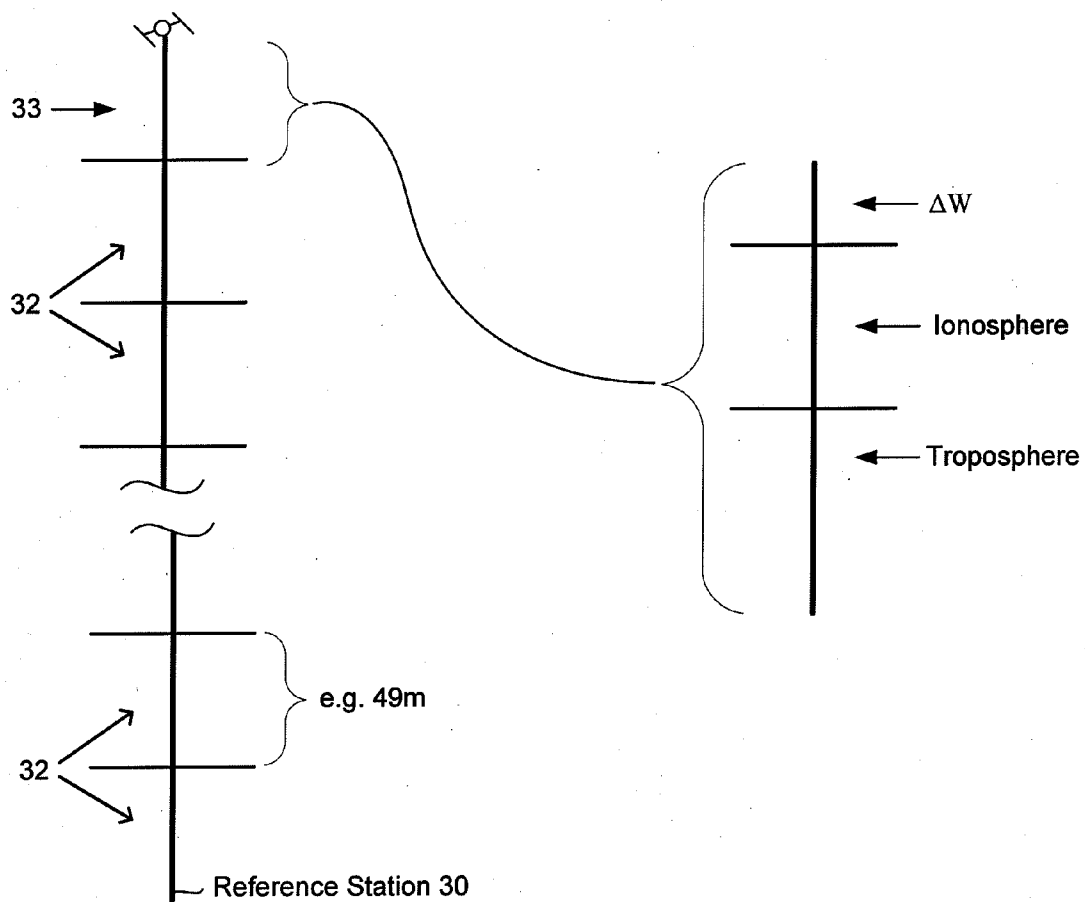 33
ΔW
32
Ionosphere
Troposphere
e.g. 49m
32
Reference Station 30